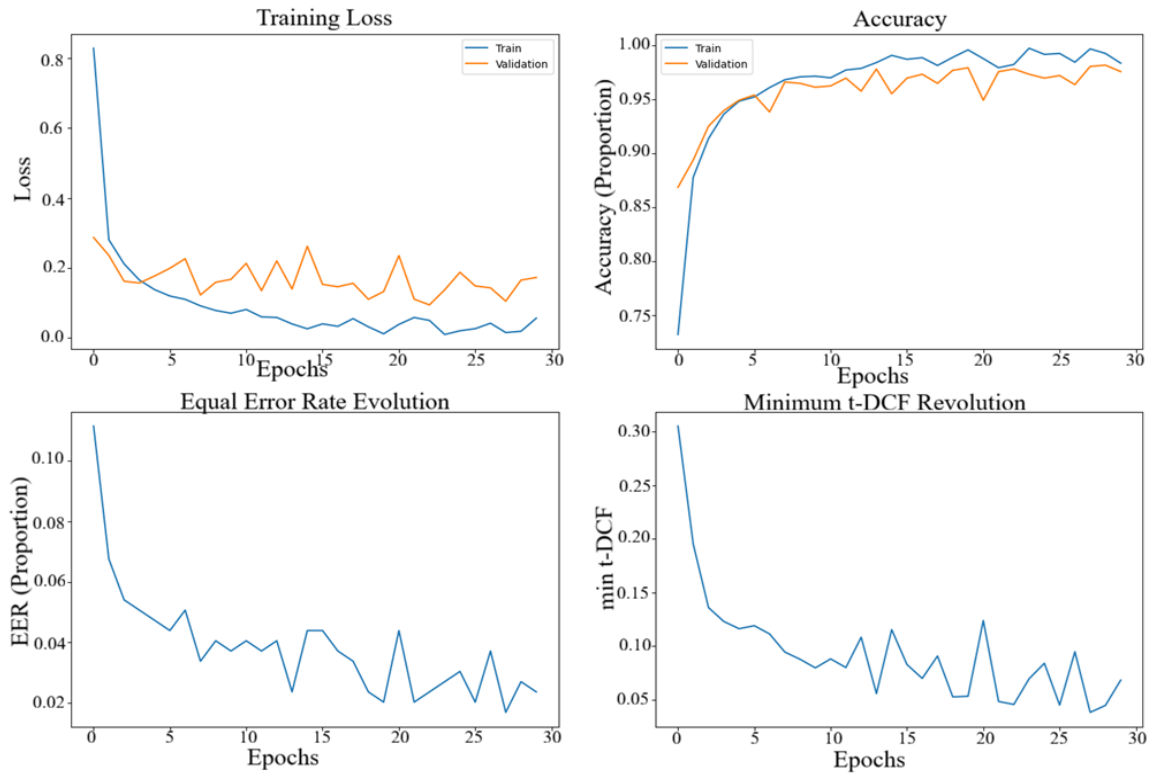 Training Loss
Train
Validation
0.8
0.6
0.4
0.2
0.0
Loss
0 5 10 15 20 25 30
Epochs
Accuracy
Train
Validation
1.00
0.95
0.90
0.85
0.80
0.75
Accuracy (Proportion)
0 5 10 15 20 25 30
Epochs
Equal Error Rate Evolution
0.10
0.08
0.06
0.04
0.02
EER (Proportion)
0 5 10 15 20 25 30
Epochs
Minimum t-DCF Revolution
0.30
0.25
0.20
0.15
0.10
0.05
min t-DCF
0 5 10 15 20 25 30
Epochs